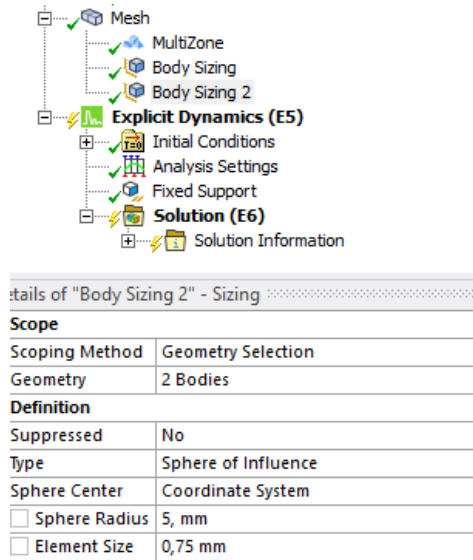 Mesh
MultiZone
Body Sizing
Body Sizing 2
Explicit Dynamics (E5)
T=0 Initial Conditions
Analysis Settings
Fixed Support
Solution (E6)
i Solution Information
etails of "Body Sizing 2" - Sizing
Scope
Scoping Method Geometry Selection
Geometry 2 Bodies
Definition
Suppressed No
Type Sphere of Influence
Sphere Center Coordinate System
Sphere Radius 5, mm
Element Size 0,75 mm